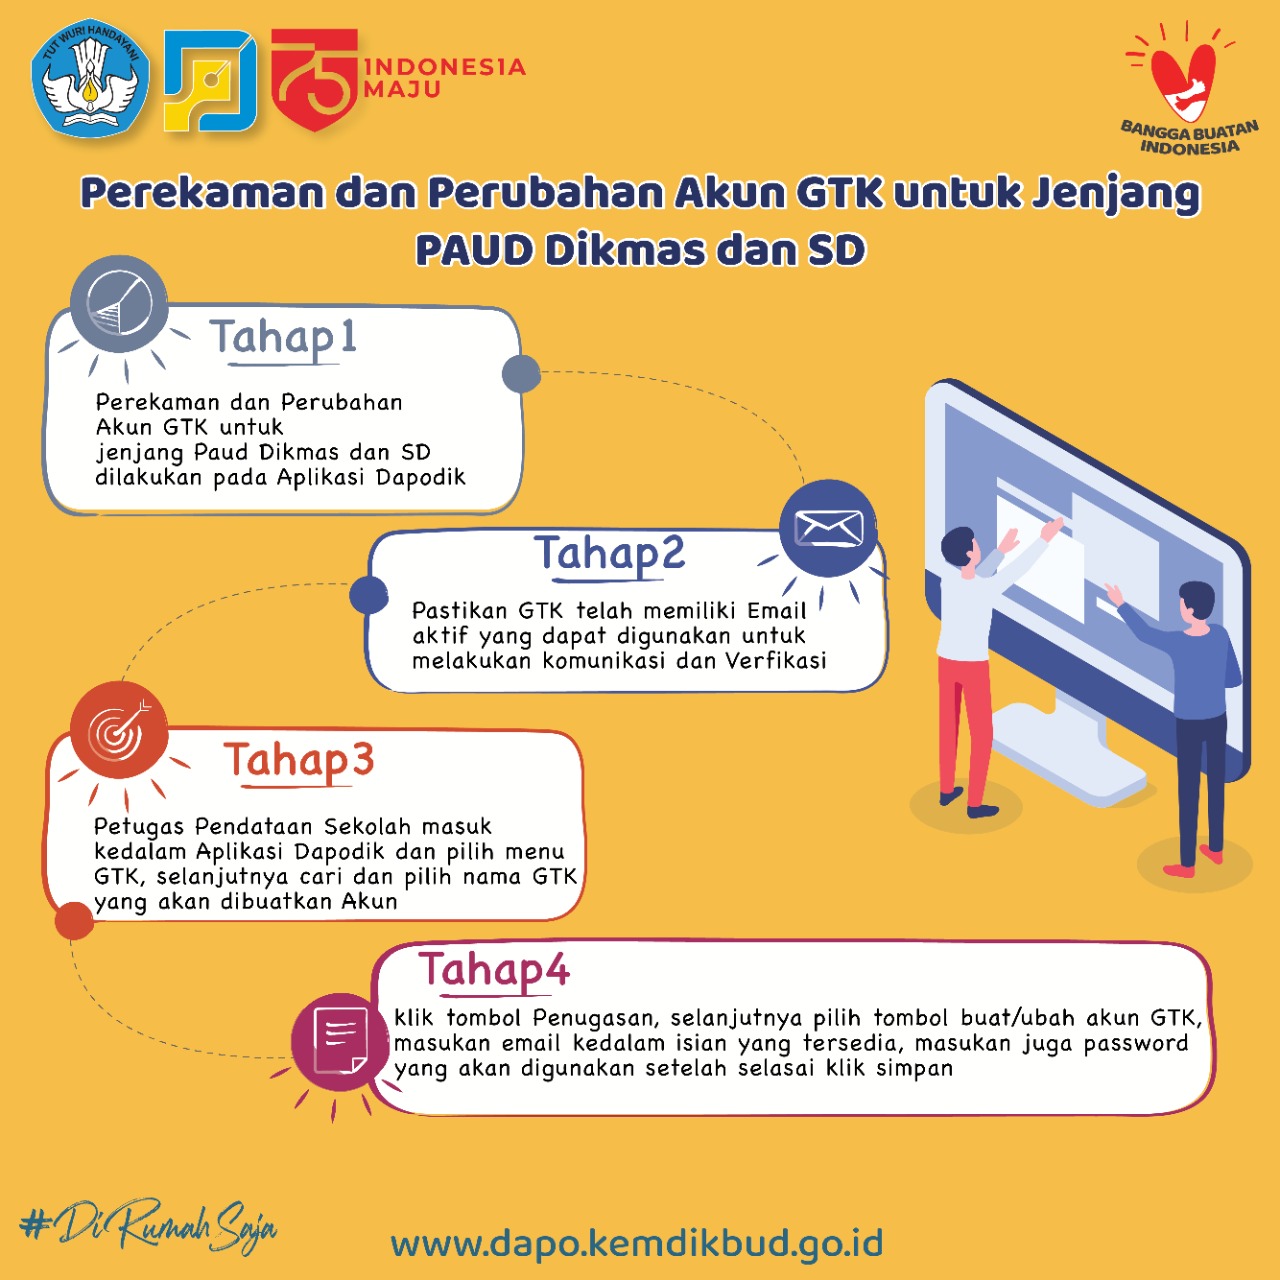 TUT WURI HANDAYANI
75 INDONESIA
MAJU
BANGGA BUATAN
INDONESIA
Perekaman dan Perubahan Akun GTK untuk Jenjang
PAUD Dikmas dan SD
Tahap1
Perekaman dan Perubahan
Akun GTK untuk
jenjang Paud Dikmas dan SD
dilakukan pada Aplikasi Dapodik
Tahap2
Pastikan GTK telah memiliki Email
aktif yang dapat digunakan untuk
melakukan komunikasi dan Verfikasi
Tahap3
Petugas Pendataan Sekolah masuk
kedalam Aplikasi Dapodik dan pilih menu
GTK, selanjutnya cari dan pilih nama GTK
yang akan dibuatkan Akun
Tahap4
klik tombol Penugasan, selanjutnya pilih tombol buat/ubah akun GTK,
masukan email kedalam isian yang tersedia, masukan juga password
yang akan digunakan setelah selasai klik simpan
#DiRumahSaja
www.dapo.kemdikbud.go.id